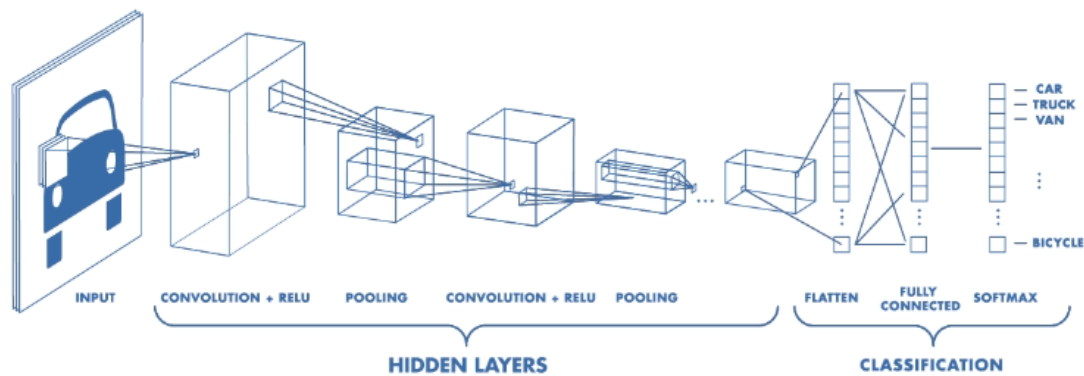 CAR
TRUCK
VAN
BICYCLE
INPUT
CONVOLUTION + RELU
POOLING
CONVOLUTION + RELU
POOLING
FLATTEN
FULLY
CONNECTED
SOFTMAX
HIDDEN LAYERS
CLASSIFICATION